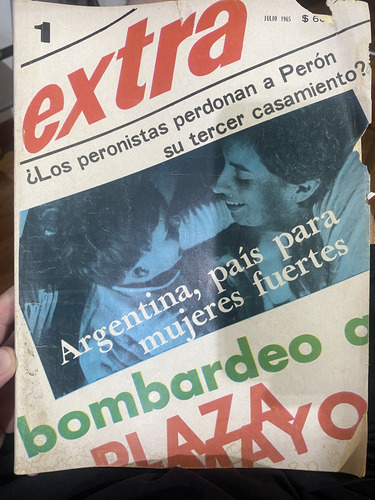 1
extra
JULIO 1965 $
¿Los peronistas perdonan a Perón
su tercer casamiento?
Argentina, país para
mujeres fuertes
bombardeo a
PLAZA
MAYO